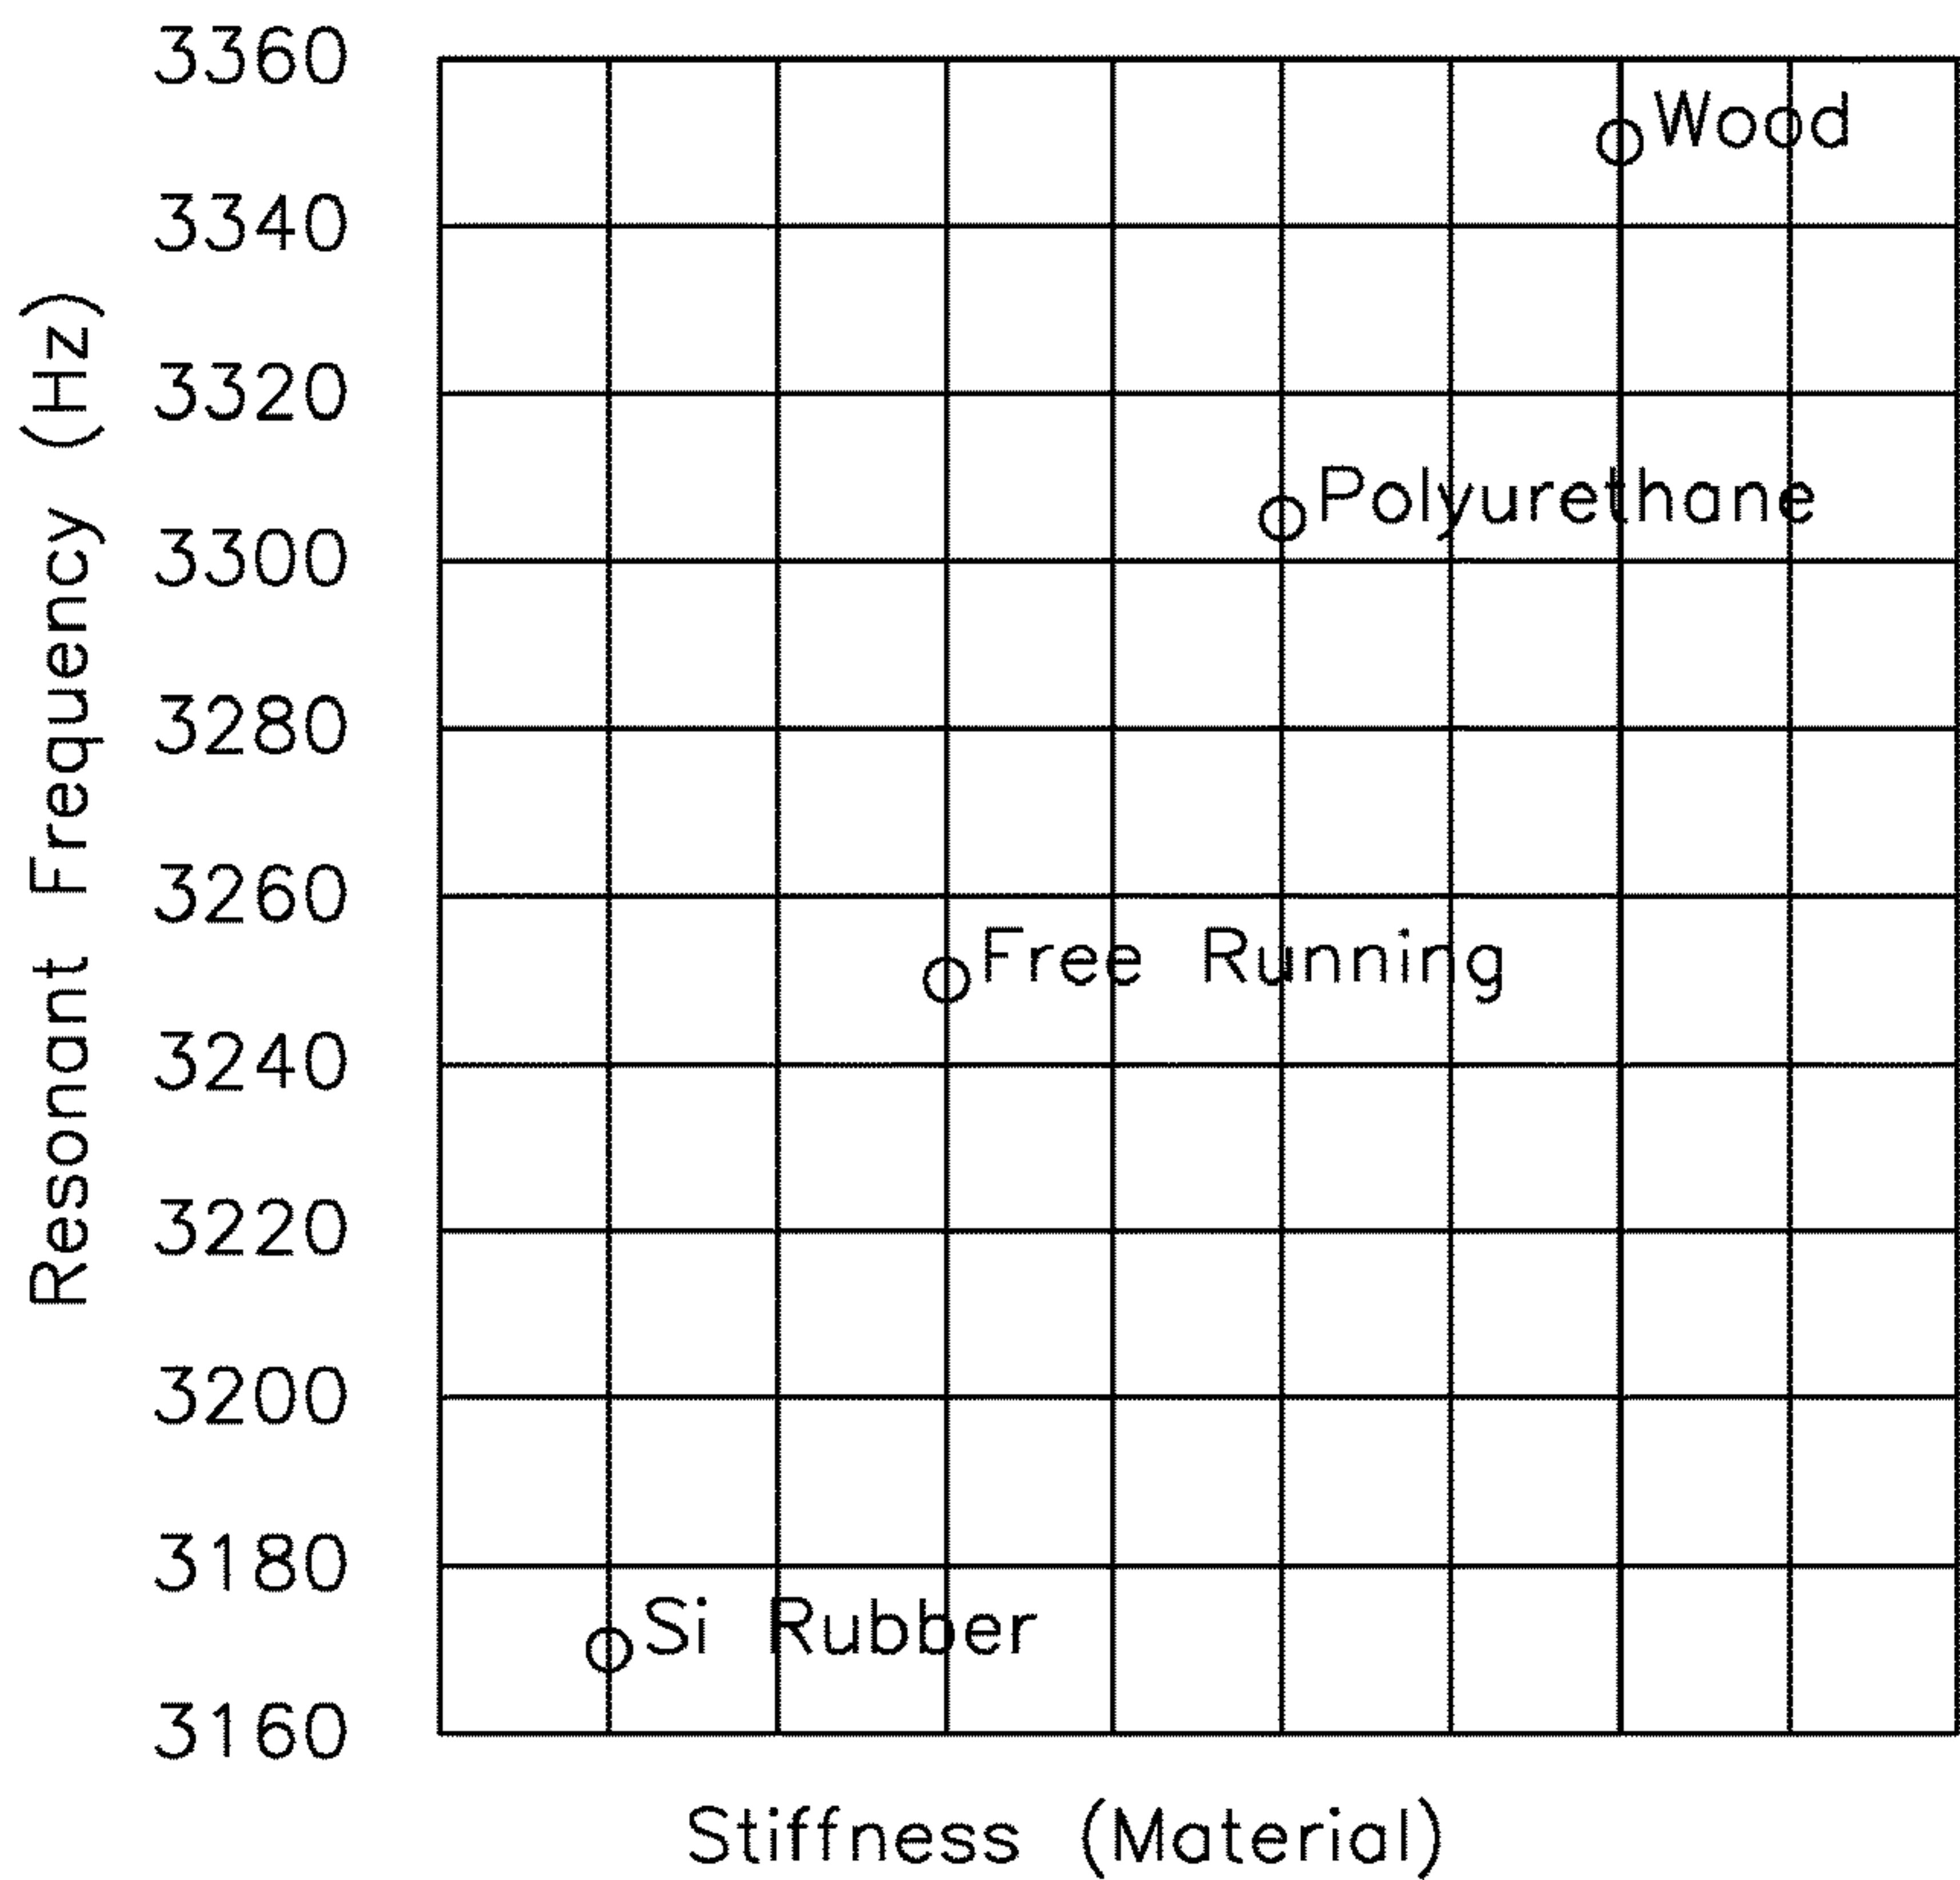 3360
Wood
3340
3320
Polyurethane
3300
3280
3260
Free Running
3240
3220
3200
3180
Si Rubber
3160
Resonant Frequency (Hz)
Stiffness (Material)